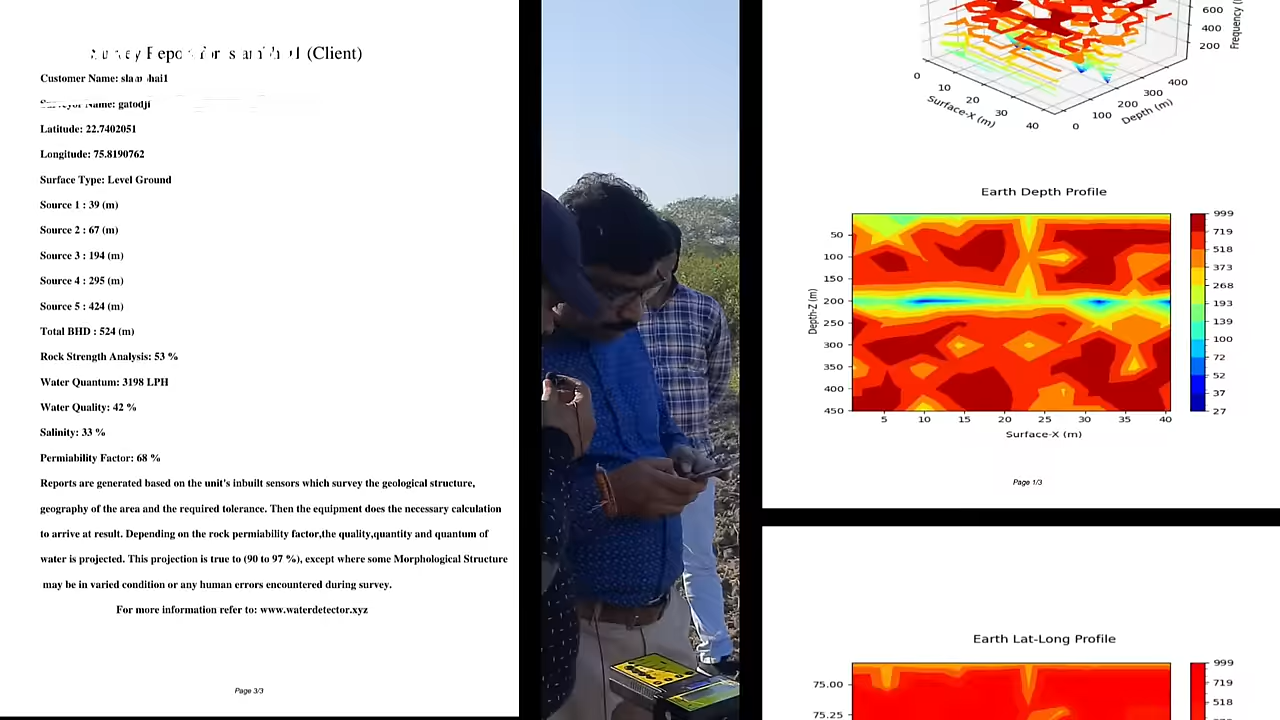 (Client)
Customer Name:
Name: gatodji
Latitude: 22.7402051
Longitude: 75.8190762
Surface Type: Level Ground
Source 1 : 39 (m)
Source 2 : 67 (m)
Source 3 : 194 (m)
Source 4 : 295 (m)
Source 5 : 424 (m)
Total BHD : 524 (m)
Rock Strength Analysis: 53 %
Water Quantum: 3198 LPH
Water Quality: 42 %
Salinity: 33 %
Permiability Factor: 68 %
Reports are generated based on the unit's inbuilt sensors which survey the geological structure,
geography of the area and the required tolerance. Then the equipment does the necessary calculation
to arrive at result. Depending on the rock permiability factor,the quality,quantity and quantum of
water is projected. This projection is true to (90 to 97 %), except where some Morphological Structure
may be in varied condition or any human errors encountered during survey.
For more information refer to: www.waterdetector.xyz
Page 3/3
600
400
200
0
10
20
30
40
Surface-X (m)
0
100
200
300
400
Depth (m)
Earth Depth Profile
50
100
150
200
250
300
350
400
450
Depth-Z (m)
5
10
15
20
25
30
35
40
Surface-X (m)
999
719
518
373
268
193
139
100
72
52
37
27
Page 1/3
Earth Lat-Long Profile
75.00
75.25
999
719
518